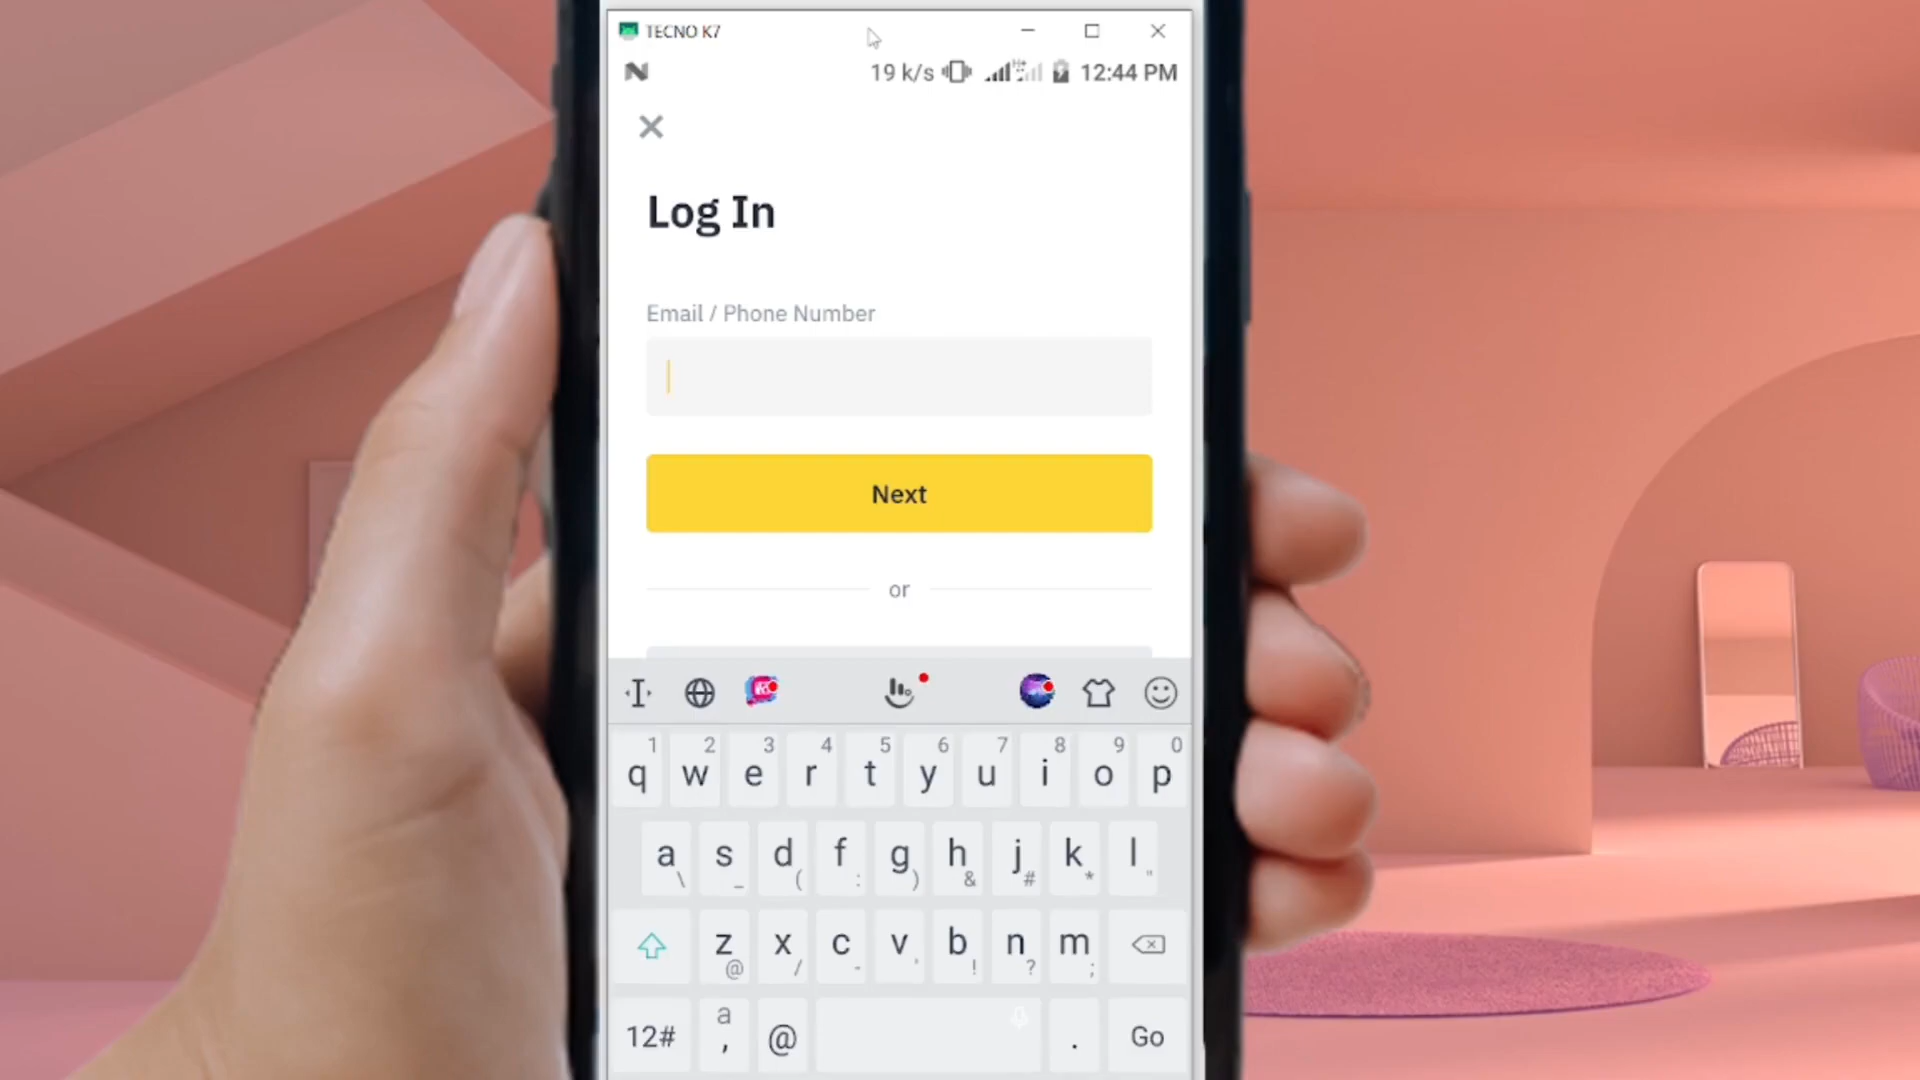 TECNO K7
19 k/s 12:44 PM
Log In
Email / Phone Number
Next
or
1 2 3 4 5 6 7 8 9 0
q w e r t y u i o p
a s d f g h j k l
\ _ ( : ) & # * "
z x c v b n m
@ / - ' ! ? ;
12# a , @ . Go